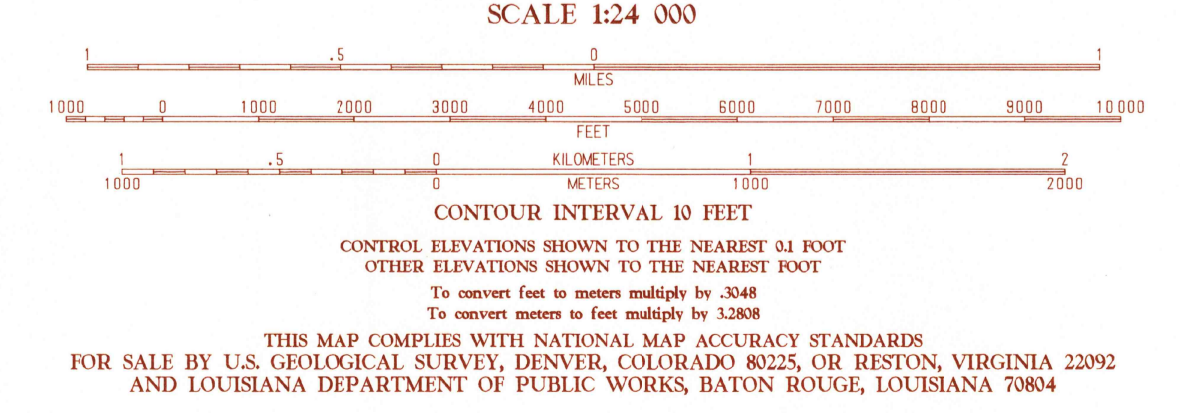 SCALE 1:24 000
1 .5 0 1
MILES
1000 0 1000 2000 3000 4000 5000 6000 7000 8000 9000 10 000
FEET
1 .5 0 KILOMETERS 1 2
1000 0 METERS 1000 2000
CONTOUR INTERVAL 10 FEET
CONTROL ELEVATIONS SHOWN TO THE NEAREST 0.1 FOOT
OTHER ELEVATIONS SHOWN TO THE NEAREST FOOT
To convert feet to meters multiply by .3048
To convert meters to feet multiply by 3.2808
THIS MAP COMPLIES WITH NATIONAL MAP ACCURACY STANDARDS
FOR SALE BY U.S. GEOLOGICAL SURVEY, DENVER, COLORADO 80225, OR RESTON, VIRGINIA 22092
AND LOUISIANA DEPARTMENT OF PUBLIC WORKS, BATON ROUGE, LOUISIANA 70804